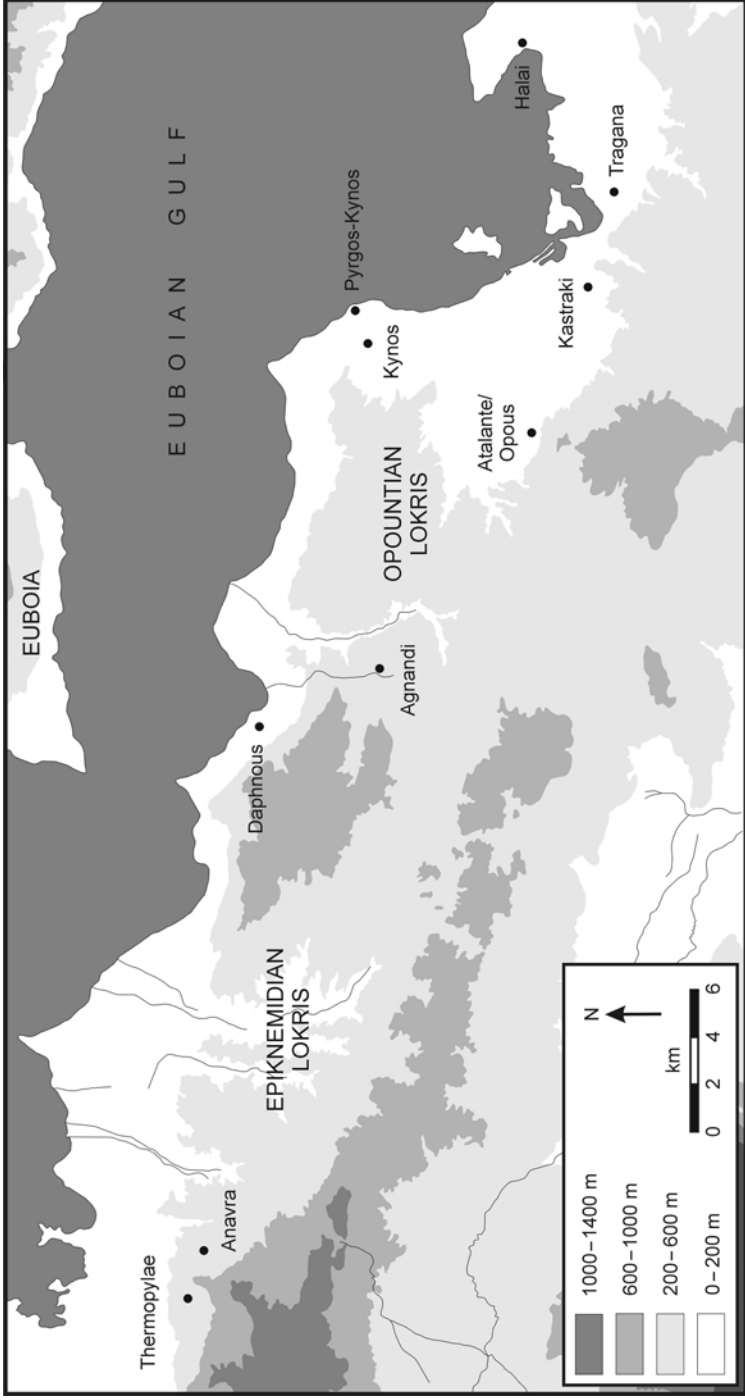 EUBOIAN GULF
EUBOIA
Thermopylae
Anavra
EPIKNEMIDIAN
LOKRIS
Daphnous
Agnandi
OPOUNTIAN
LOKRIS
Pyrgos-Kynos
Kynos
Atalante/
Opous
Kastraki
Tragana
Halai
1000–1400 m
600–1000 m
200–600 m
0–200 m
N
km
0 2 4 6